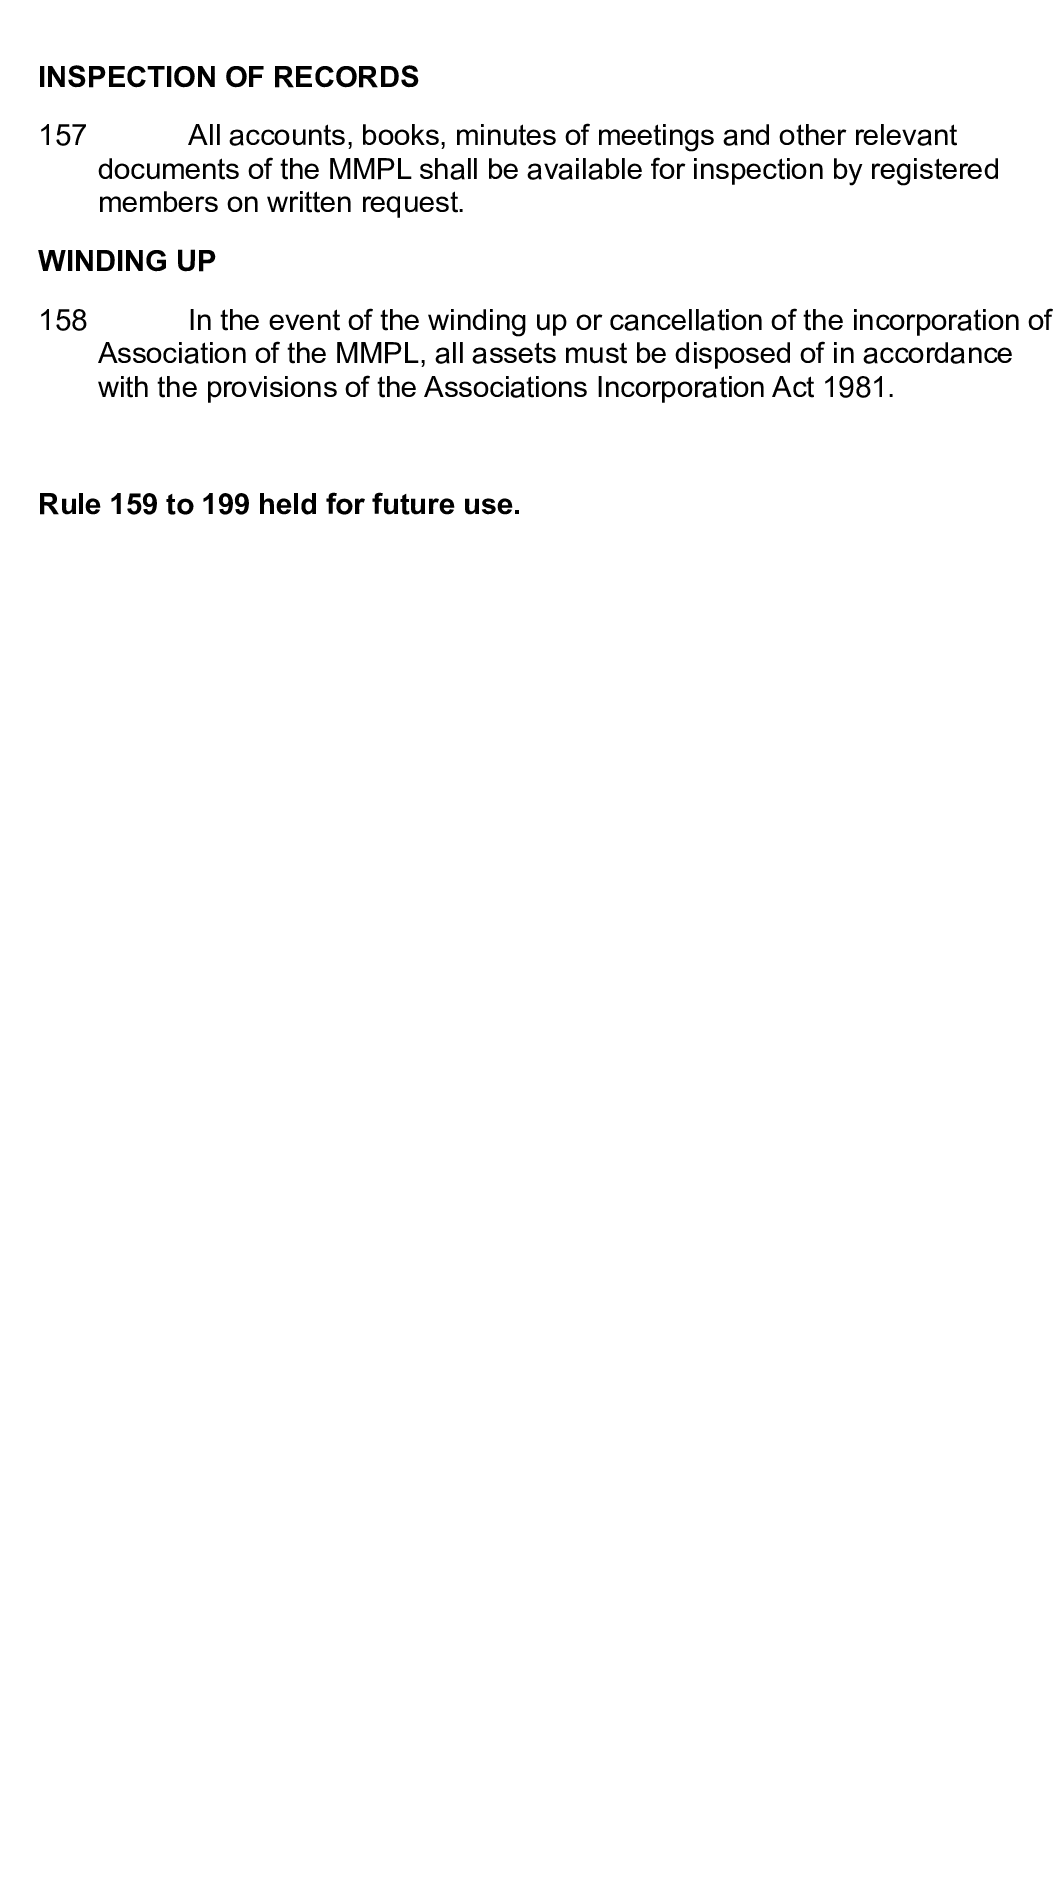 INSPECTION OF RECORDS
157 All accounts, books, minutes of meetings and other relevant
documents of the MMPL shall be available for inspection by registered
members on written request.
WINDING UP
158 In the event of the winding up or cancellation of the incorporation of
Association of the MMPL, all assets must be disposed of in accordance
with the provisions of the Associations Incorporation Act 1981.
Rule 159 to 199 held for future use.